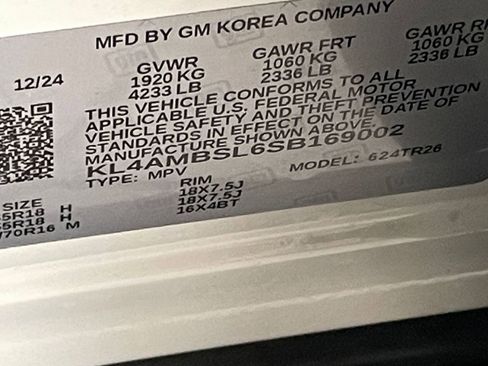 MFD BY GM KOREA COMPANY
12/24
GVWR
1920 KG
4233 LB
GAWR FRT
1060 KG
2336 LB
GAWR
1060 KG
2336 LB
THIS VEHICLE CONFORMS TO ALL
APPLICABLE U.S. FEDERAL MOTOR
VEHICLE SAFETY AND THEFT PREVENTION
STANDARDS IN EFFECT ON THE DATE OF
MANUFACTURE SHOWN ABOVE.
KL4AMBSL6SB169002
TYPE: MPV
MODEL: 624TR26
SIZE
5R18 H
5R18 H
/70R16 M
RIM
18X7.5J
18X7.5J
16X4BT